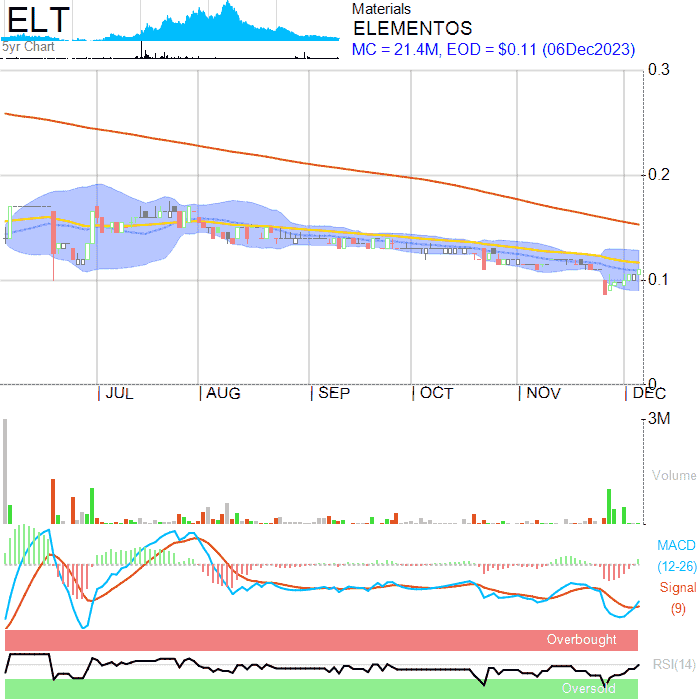 ELT
5yr Chart
Materials
ELEMENTOS
MC = 21.4M, EOD = $0.11 (06Dec2023)
0.3
0.2
0.1
0
JUL
AUG
SEP
OCT
NOV
DEC
3M
Volume
MACD
(12-26)
Signal
(9)
Overbought
RSI(14)
Oversold